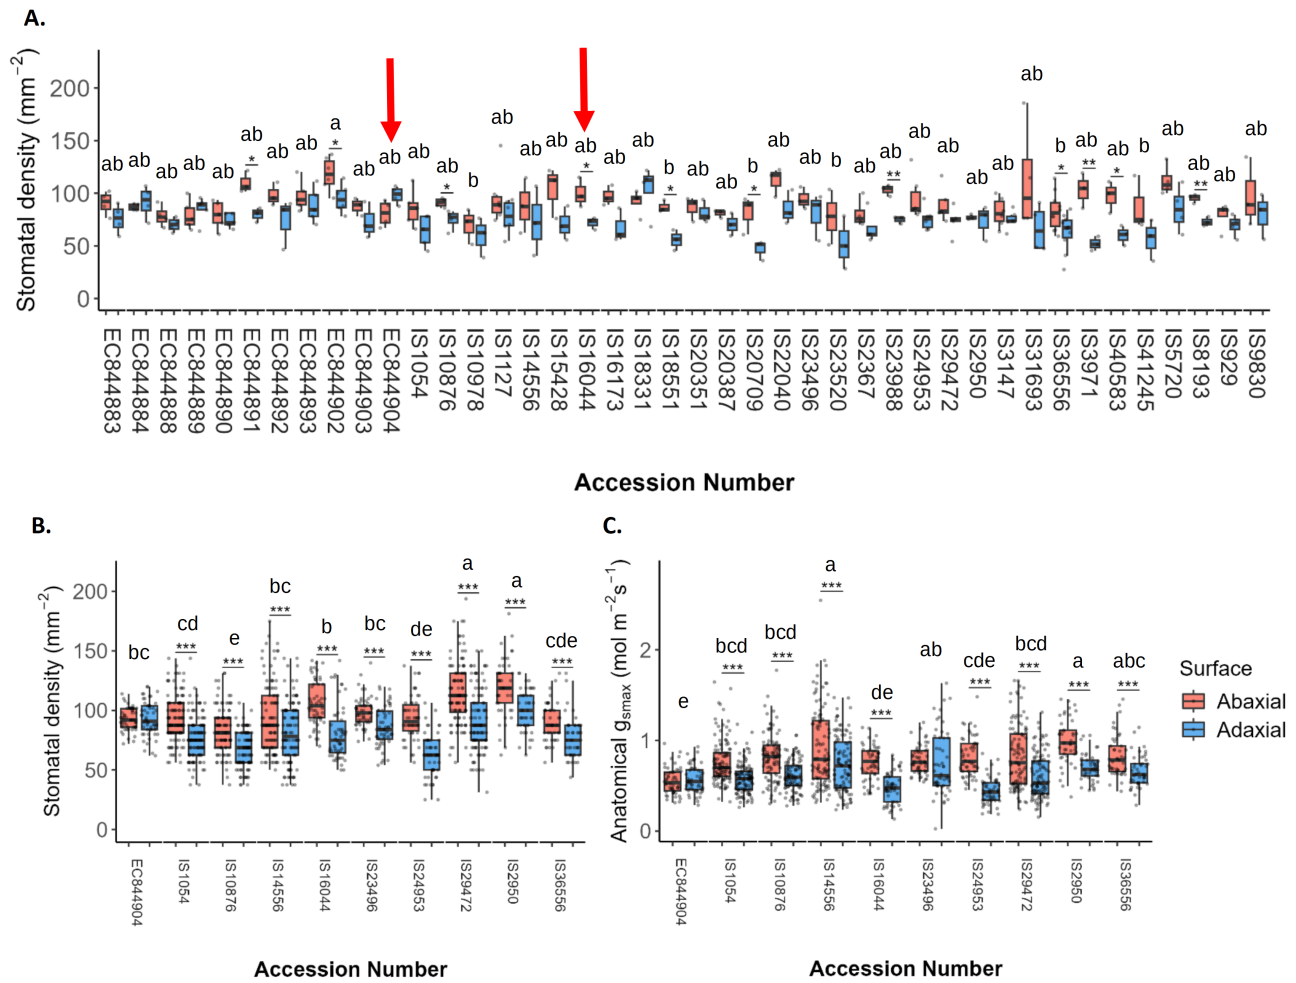 A.
Stomatal density (mm−2)
200
150
100
50
0
ab ab ab ab ab ab ab ab a ab ab ab ab b ab ab ab ab ab ab b ab ab b ab ab b ab ab ab ab ab ab ab b ab ab b ab ab ab ab
* * * * * * ** * ** * **
EC844883 EC844884 EC844888 EC844889 EC844890 EC844891 EC844892 EC844893 EC844902 EC844903 EC844904 IS1054 IS10876 IS10978 IS1127 IS14556 IS15428 IS16044 IS16173 IS18331 IS18551 IS20351 IS20387 IS20709 IS22040 IS23496 IS23520 IS2367 IS23988 IS24953 IS29472 IS2950 IS3147 IS31693 IS36556 IS3971 IS40583 IS41245 IS5720 IS8193 IS929 IS9830
Accession Number
B.
Stomatal density (mm−2)
200
150
100
50
0
bc cd e bc b bc de a a cde
*** *** *** *** *** *** *** *** ***
EC844904 IS1054 IS10876 IS14556 IS16044 IS23496 IS24953 IS29472 IS2950 IS36556
Accession Number
C.
Anatomical gsmax (mol m−2s−1)
2
1
0
e bcd bcd a de ab cde bcd a abc
*** *** *** *** *** *** *** ***
EC844904 IS1054 IS10876 IS14556 IS16044 IS23496 IS24953 IS29472 IS2950 IS36556
Accession Number
Surface
Abaxial
Adaxial